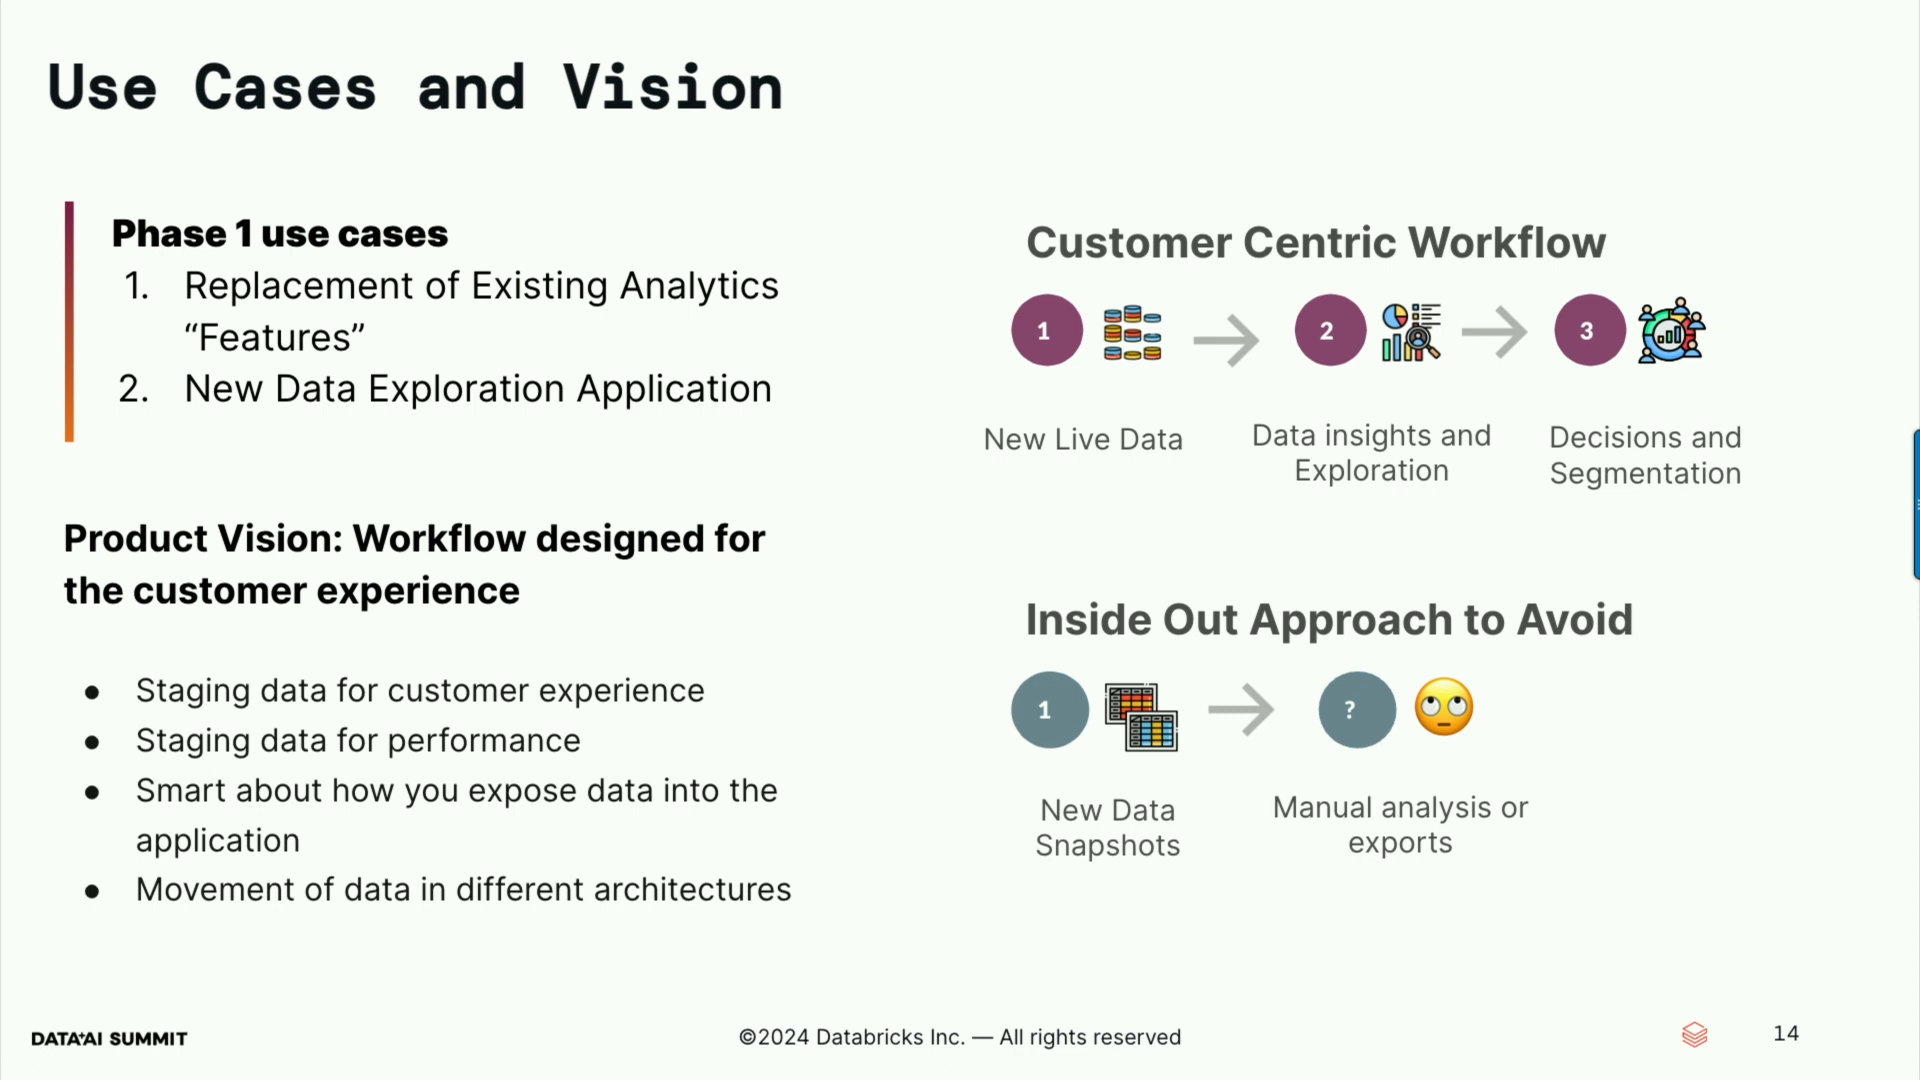 Use Cases and Vision
Phase 1 use cases
1. Replacement of Existing Analytics
“Features”
2. New Data Exploration Application
Product Vision: Workflow designed for
the customer experience
● Staging data for customer experience
● Staging data for performance
● Smart about how you expose data into the
application
● Movement of data in different architectures
Customer Centric Workflow
1
2
3
New Live Data
Data insights and
Exploration
Decisions and
Segmentation
Inside Out Approach to Avoid
1
?
New Data
Snapshots
Manual analysis or
exports
DATA+AI SUMMIT
©2024 Databricks Inc. — All rights reserved
14